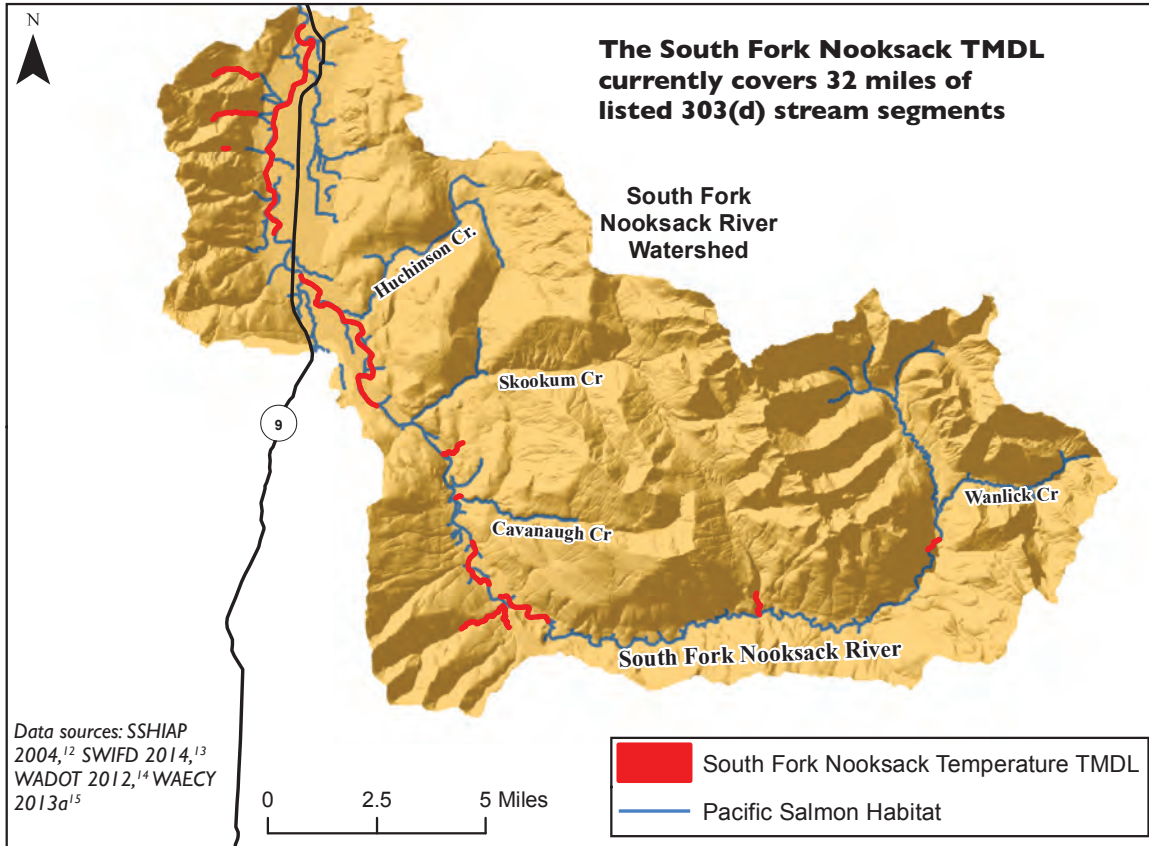 N
The South Fork Nooksack TMDL
currently covers 32 miles of
listed 303(d) stream segments
South Fork
Nooksack River
Watershed
Huchinson Cr.
Skookum Cr
9
Wanlick Cr
Cavanaugh Cr
South Fork Nooksack River
Data sources: SSHIAP
2004,¹² SWIFD 2014,¹³
WADOT 2012,¹⁴ WAECY
2013a¹⁵
0 2.5 5 Miles
South Fork Nooksack Temperature TMDL
Pacific Salmon Habitat